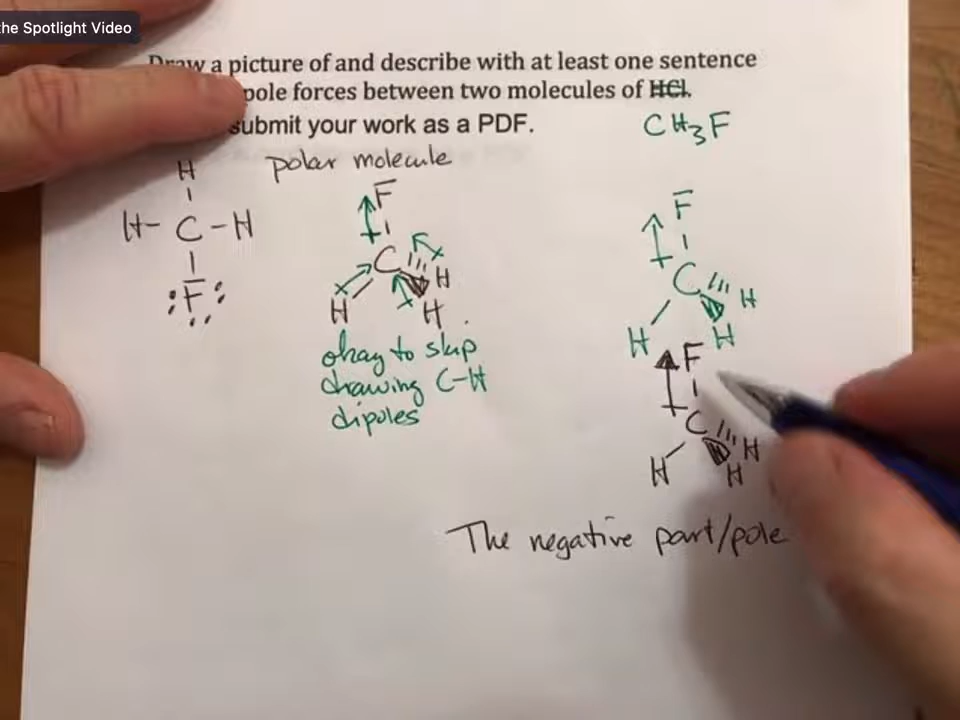 the Spotlight Video
Draw a picture of and describe with at least one sentence
pole forces between two molecules of HCl.
submit your work as a PDF.
CH3F
polar molecule
H
H-C-H
:F:
F
C
H
H
H
okay to skip
drawing C-H
dipoles
F
C
H
H
H
F
C
H
H
H
The negative part/pole